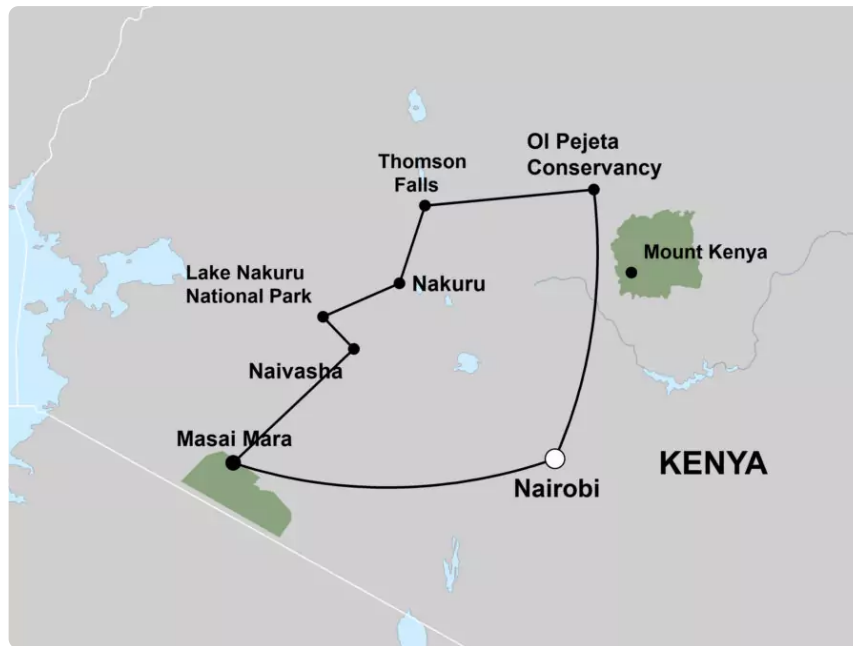 Ol Pejeta
Conservancy
Thomson
Falls
Mount Kenya
Lake Nakuru
National Park
Nakuru
Naivasha
Masai Mara
KENYA
Nairobi